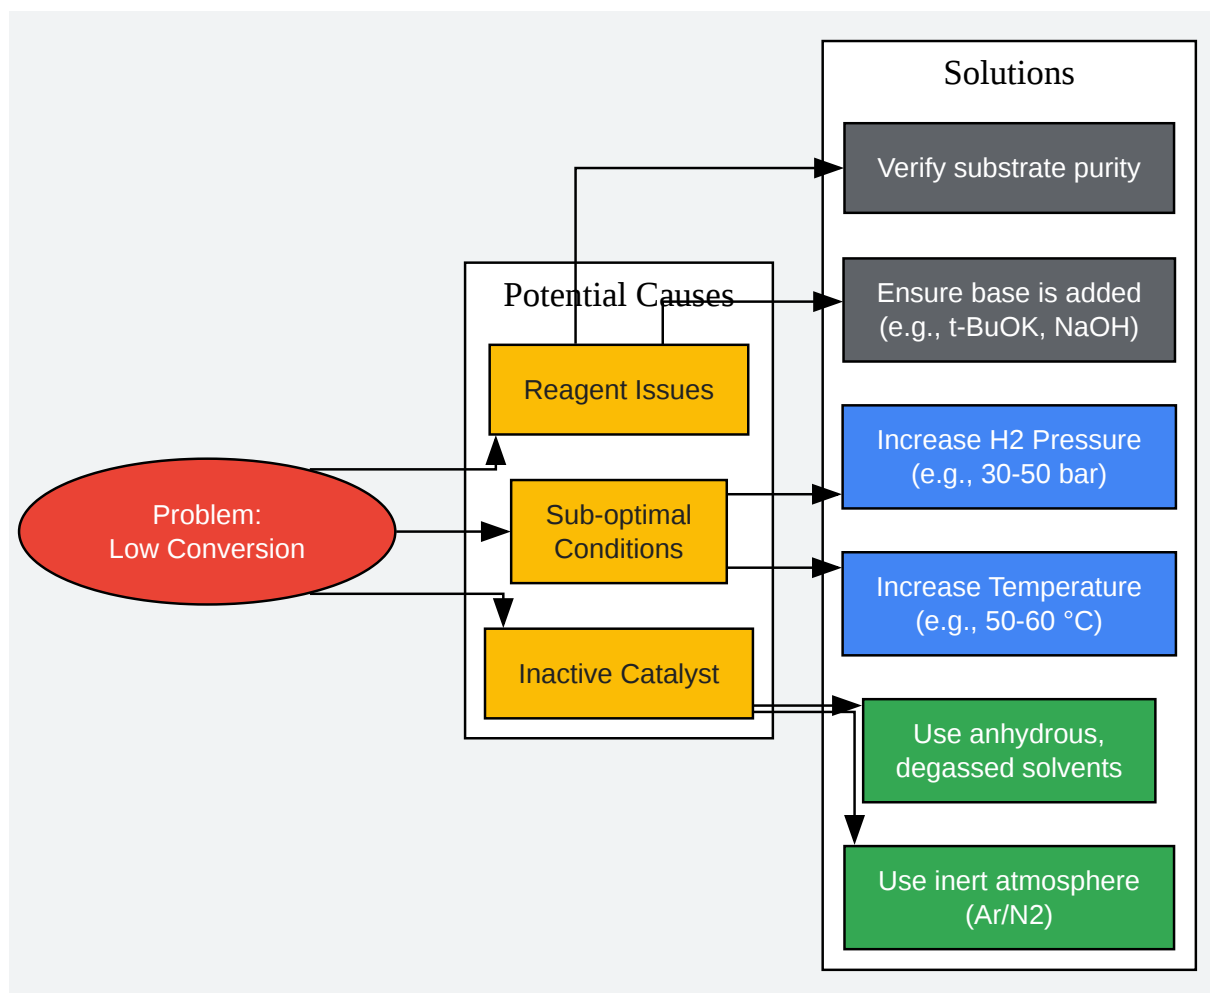 Solutions
Verify substrate purity
Potential Causes
Ensure base is added
(e.g., t-BuOK, NaOH)
Reagent Issues
Increase H2 Pressure
(e.g., 30-50 bar)
Problem:
Low Conversion
Sub-optimal
Conditions
Increase Temperature
(e.g., 50-60 °C)
Inactive Catalyst
Use anhydrous,
degassed solvents
Use inert atmosphere
(Ar/N2)